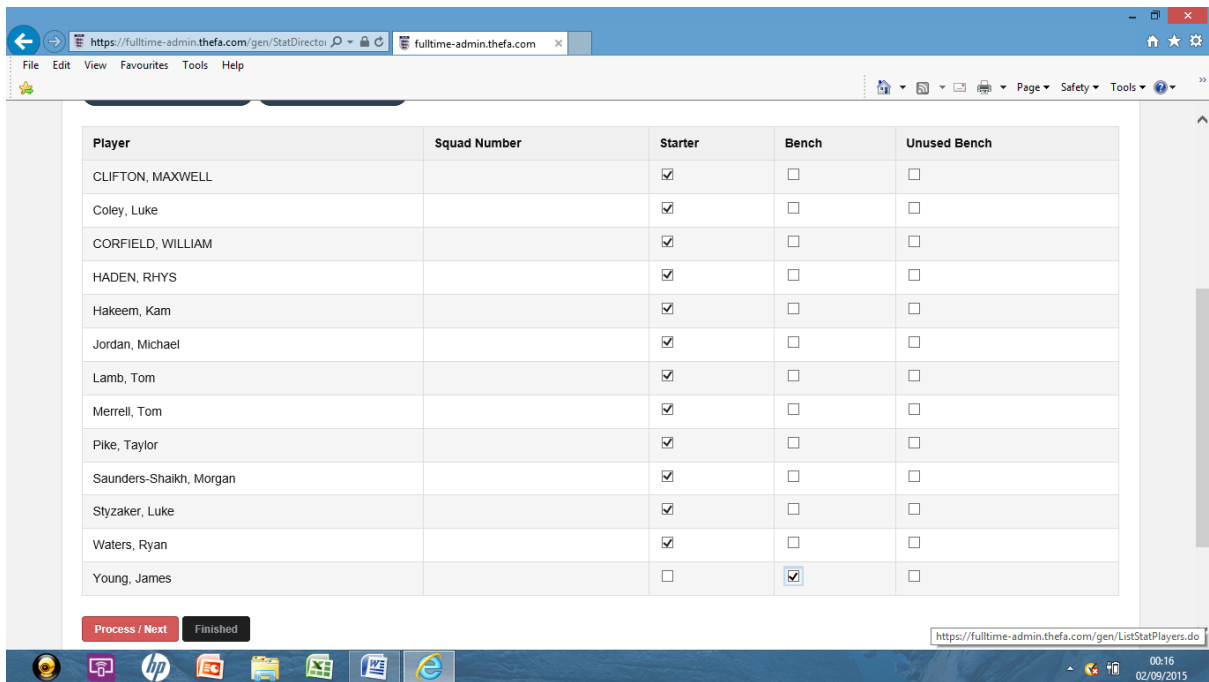 https://fulltime-admin.thefa.com/gen/StatDirector
fulltime-admin.thefa.com
File Edit View Favourites Tools Help
Page Safety Tools
Player Squad Number Starter Bench Unused Bench
CLIFTON, MAXWELL
Coley, Luke
CORFIELD, WILLIAM
HADEN, RHYS
Hakeem, Kam
Jordan, Michael
Lamb, Tom
Merrell, Tom
Pike, Taylor
Saunders-Shaikh, Morgan
Styzaker, Luke
Waters, Ryan
Young, James
Process / Next Finished
https://fulltime-admin.thefa.com/gen/ListStatPlayers.do
hp
00:16
02/09/2015